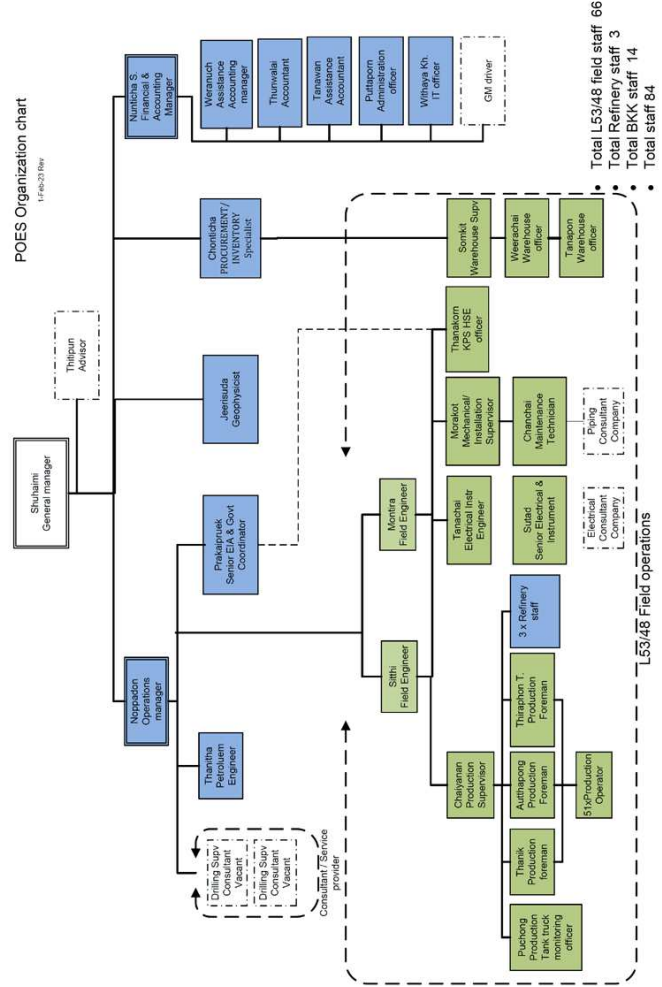 POES Organization chart
1-Feb-23 Rev
Shuhaimi
General manager
Thitipun
Advisor
Noppadon
Operations
manager
Nunticha S.
Financial &
Accounting
Manager
Thanitha
Petroluem
Engineer
Prakaipruek
Senior EIA & Govt
Coordinator
Jeerisuda
Geophysicist
Chonticha
PROCUREMENT/
INVENTORY
Specialist
Weranuch
Assistance
Accounting
manager
Thunwalai
Accountant
Tanawan
Assistance
Accountant
Puttaporn
Administration
officer
Withaya Kh.
IT officer
GM driver
Drilling Supv
Consultant
Vacant
Drilling Supv
Consultant
Vacant
Consultant / Service
provider
Sitthi
Field Engineer
Montira
Field Engineer
Chaiyanan
Production
Supervisor
Tanachai
Electrical Instr
Engineer
Morakot
Mechanical/
Installation
Supervisor
Thanakorn
KPS HSE
officer
Somkit
Warehouse Supv
Weerachai
Warehouse
officer
Tanapon
Warehouse
officer
Sutad
Senior Electrical &
Instrument
Chanchai
Maintenance
Technician
Electrical
Consultant
Company
Piping
Consultant
Company
Puchong
Production
Tank truck
monitoring
officer
Thanik
Production
foreman
Autthapong
Production
Foreman
Thiraphon T.
Production
Foreman
3 x Refinery
staff
51xProduction
Operator
L53/48 Field operations
• Total L53/48 field staff 66
• Total Refinery staff 3
• Total BKK staff 14
• Total staff 84